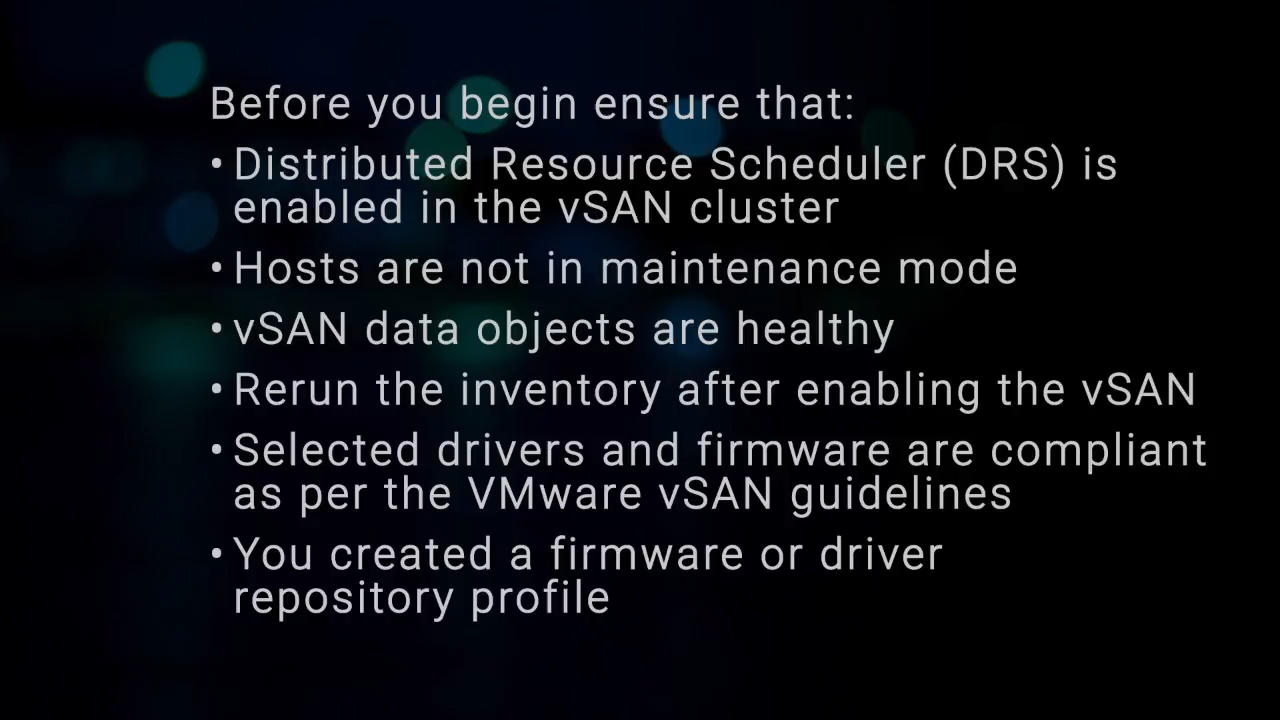 Before you begin ensure that:
• Distributed Resource Scheduler (DRS) is
enabled in the vSAN cluster
• Hosts are not in maintenance mode
• vSAN data objects are healthy
• Rerun the inventory after enabling the vSAN
• Selected drivers and firmware are compliant
as per the VMware vSAN guidelines
• You created a firmware or driver
repository profile